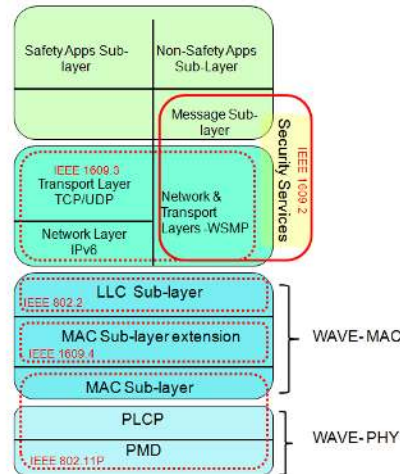 Safety Apps Sub-
layer
Non-Safety Apps
Sub-Layer
Message Sub-
layer
Security Services
IEEE 1609.2
IEEE 1609.3
Transport Layer
TCP/UDP
Network &
Transport
Layers -WSMP
Network Layer
IPv6
LLC Sub-layer
IEEE 802.2
MAC Sub-layer extension
IEEE 1609.4
MAC Sub-layer
WAVE-MAC
PLCP
PMD
IEEE 802.11P
WAVE-PHY